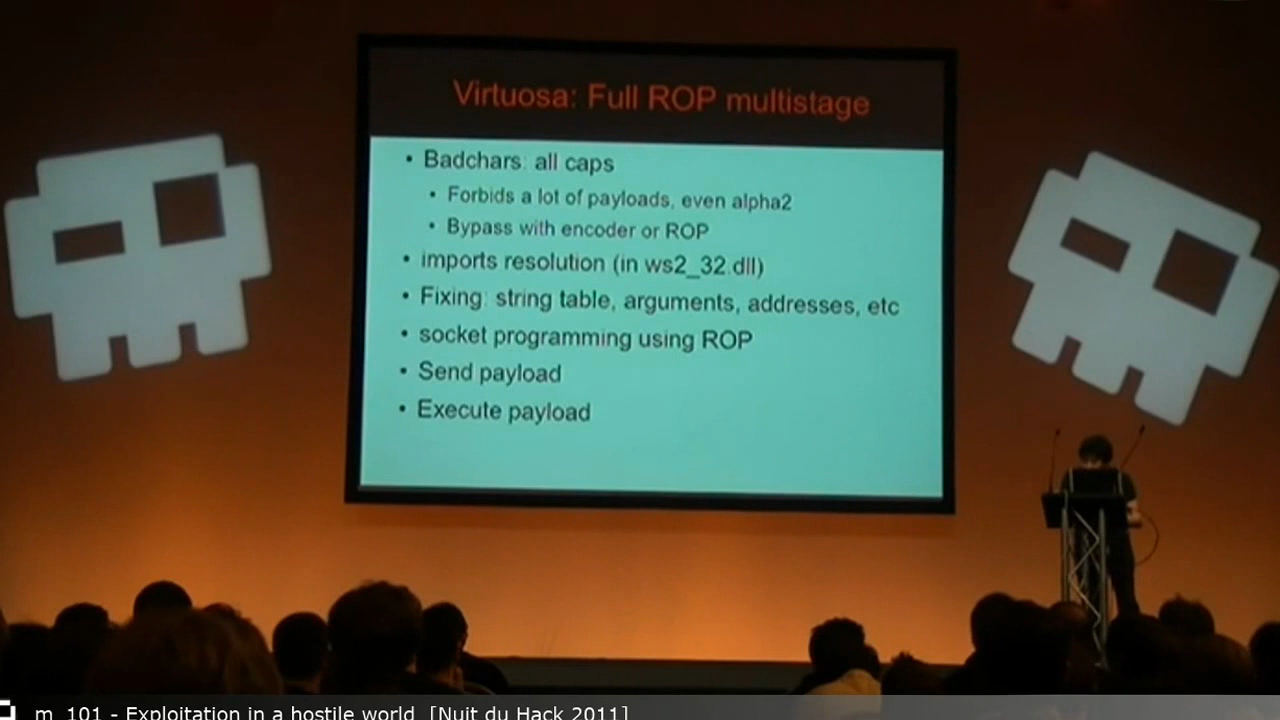 Virtuosa: Full ROP multistage
• Badchars: all caps
• Forbids a lot of payloads, even alpha2
• Bypass with encoder or ROP
• imports resolution (in ws2_32.dll)
• Fixing: string table, arguments, addresses, etc
• socket programming using ROP
• Send payload
• Execute payload
m_101 - Exploitation in a hostile world [Nuit du Hack 2011]